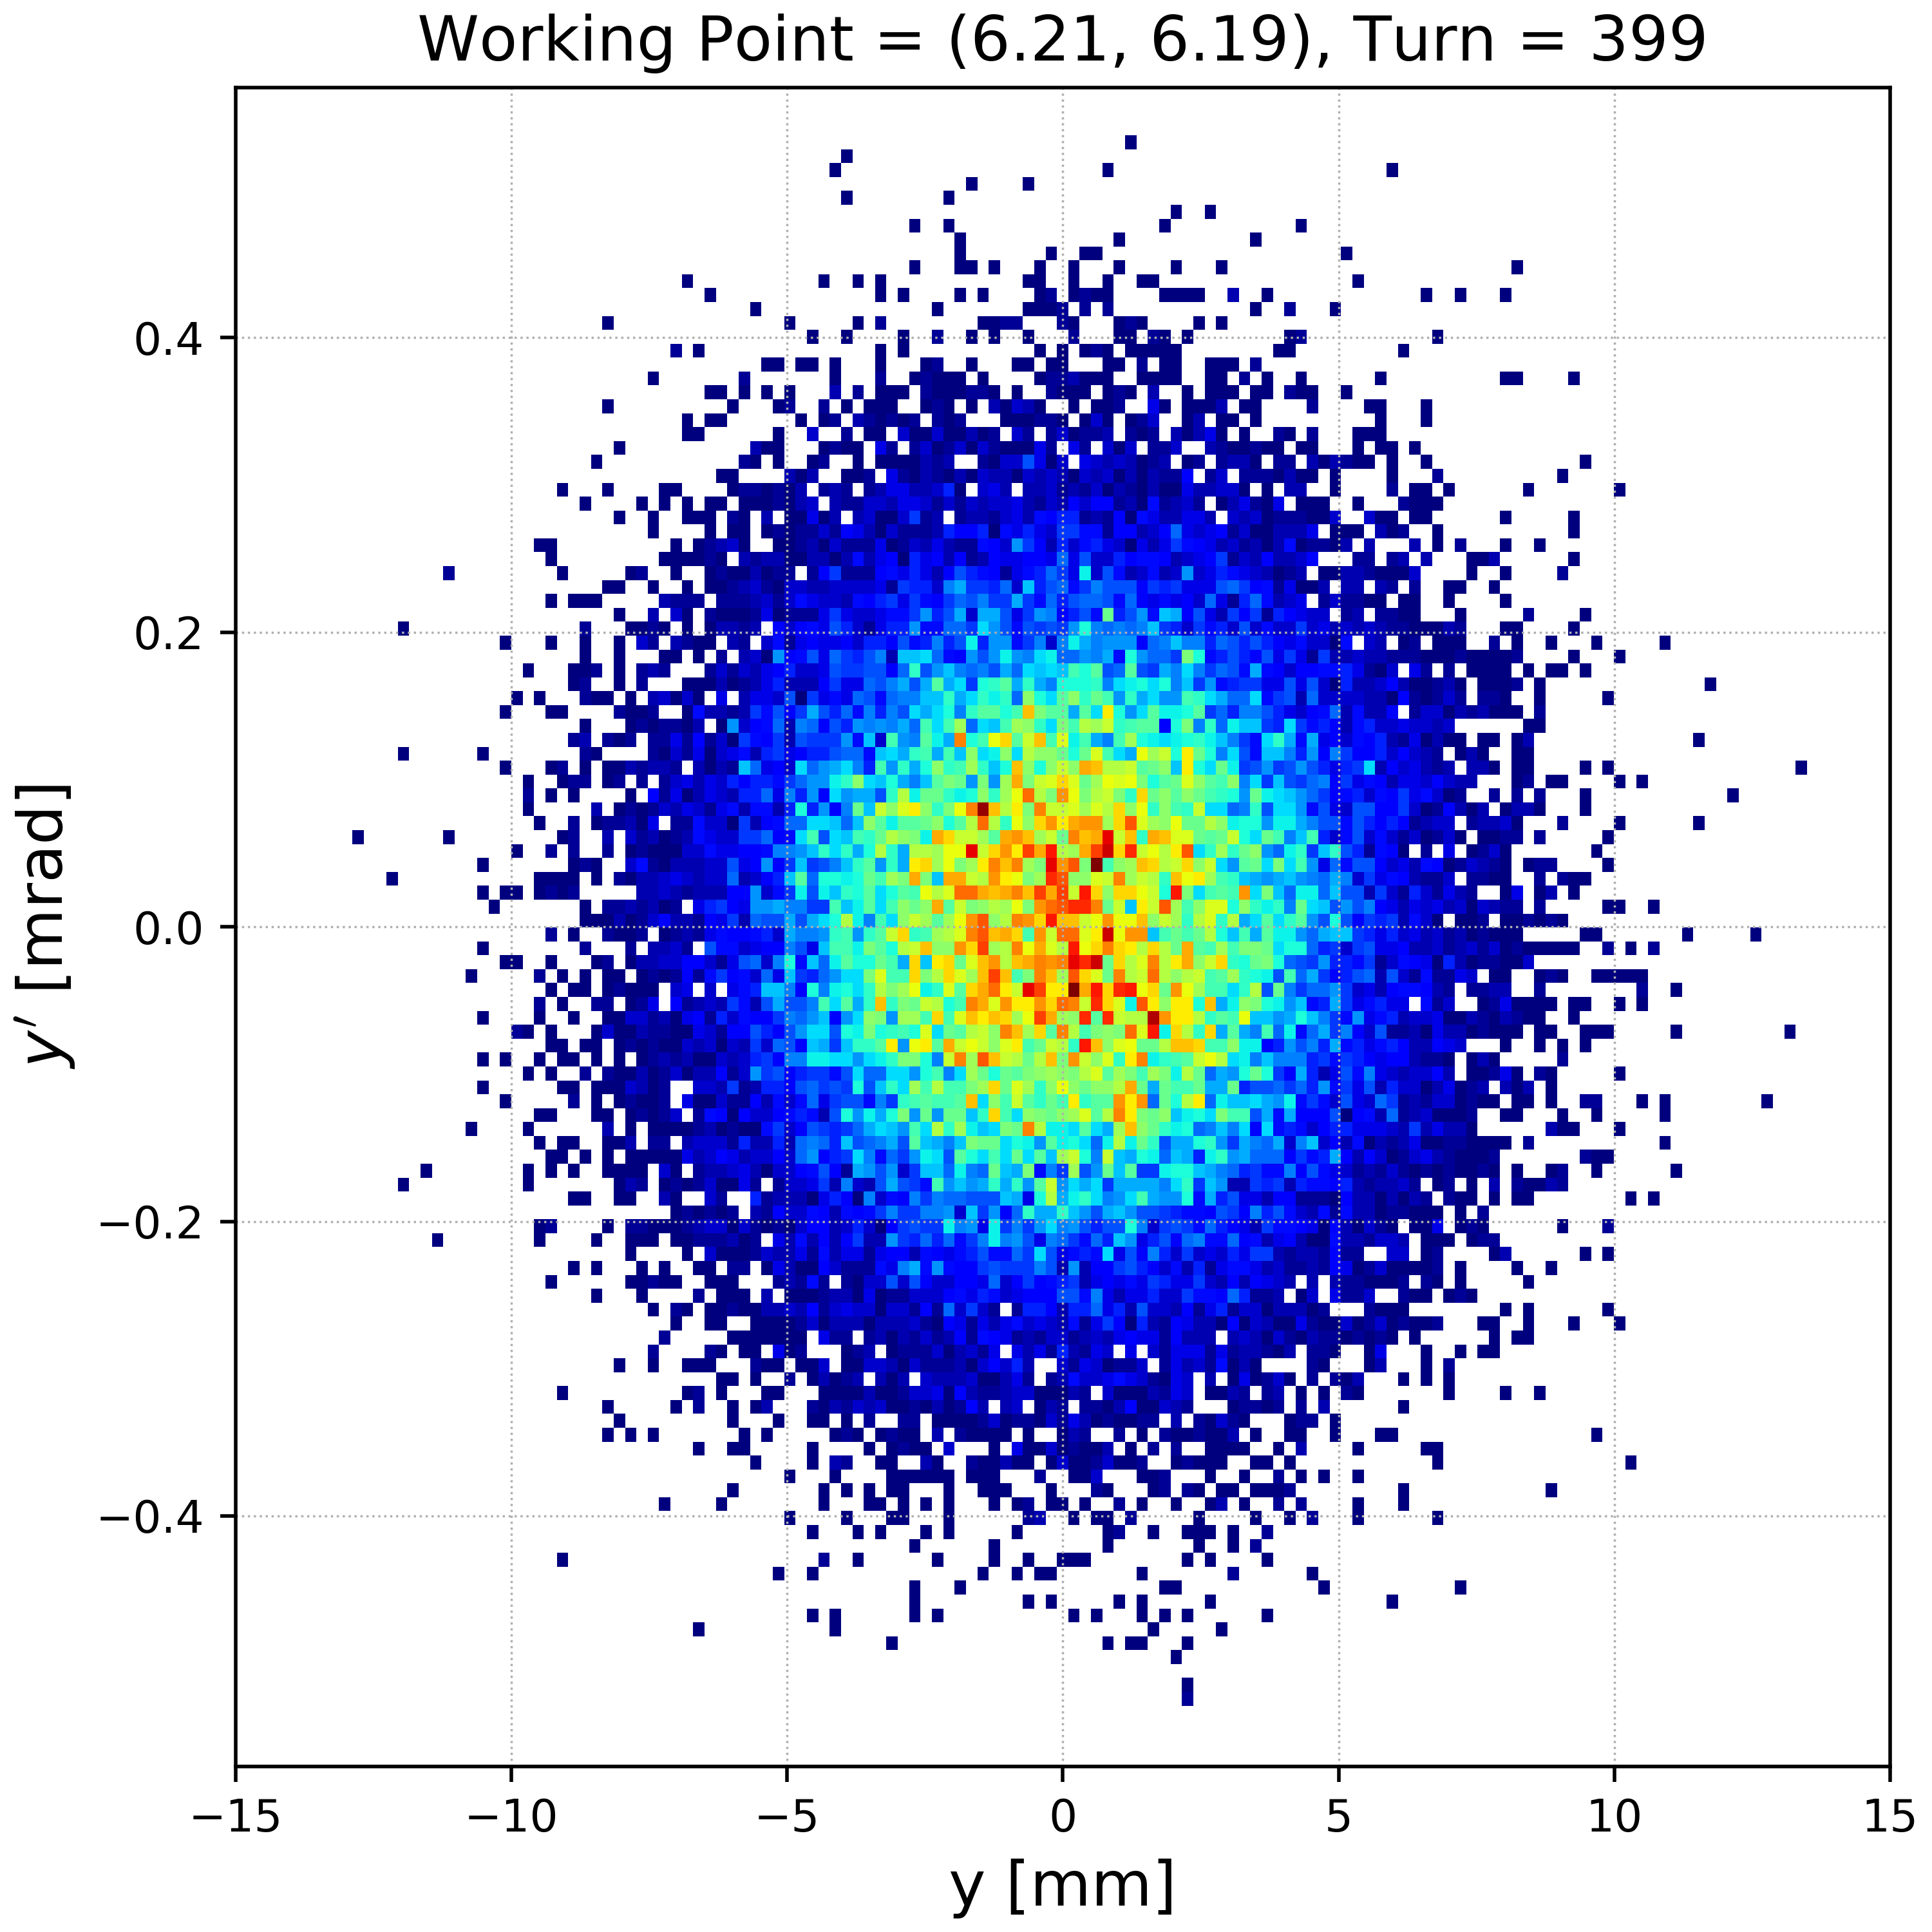 Working Point = (6.21, 6.19), Turn = 399
y′ [mrad]
0.4
0.2
0.0
−0.2
−0.4
−15 −10 −5 0 5 10 15
y [mm]